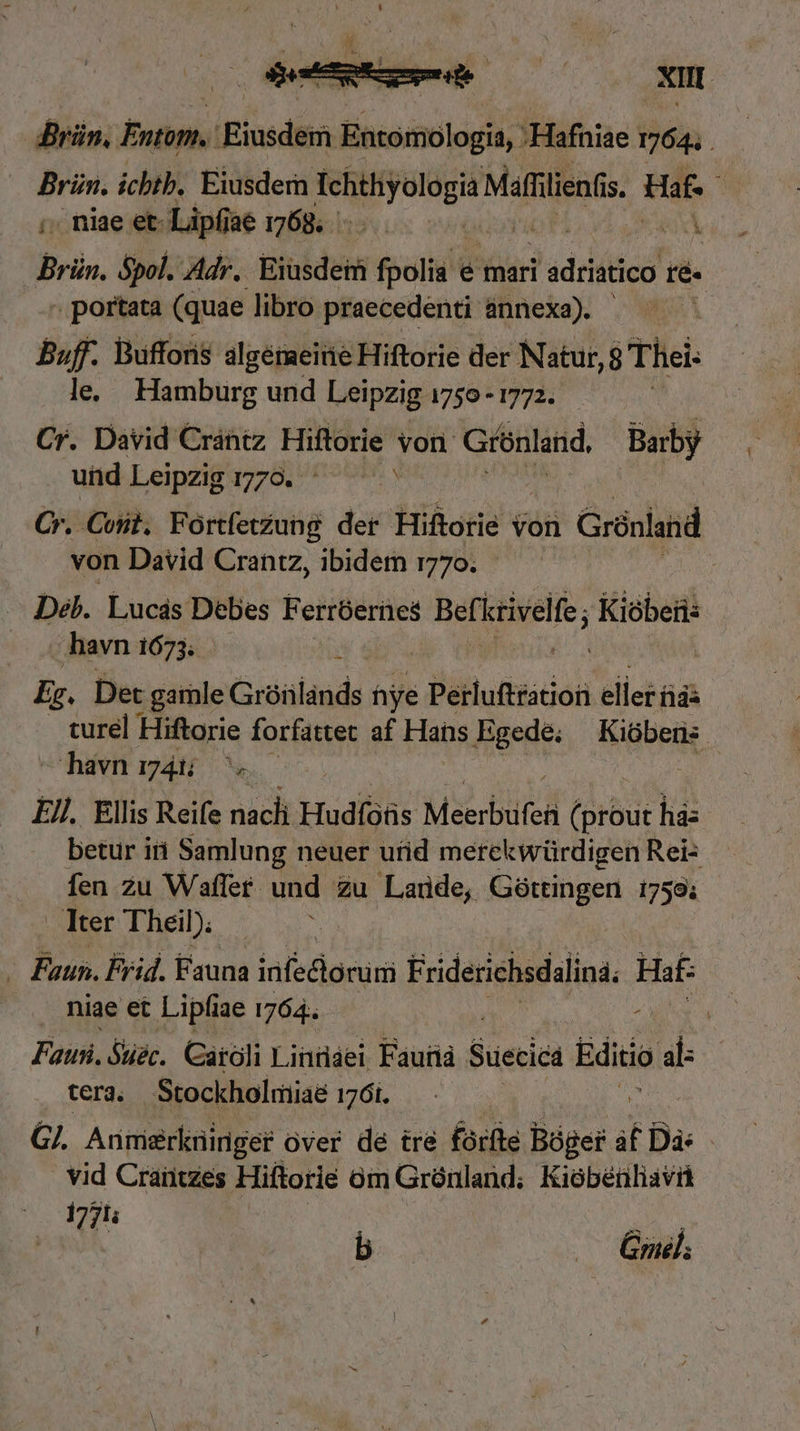 XIII
Brün. Entom. Eiusdem Entomologia, Hafniae 1764.
Brün. ichth. Eiusdem Ichthyologia Maſſilienſis. Haf-
niae et Lipſiae 1768.
Brün. Spol. Adr. Eiusdem ſpolia e mari adriatico re-
portata (quae libro praecedenti annexa).
Buff. Buffons algemeine Hiſtorie der Natur, 8 Thei-
le. Hamburg und Leipzig 1750-1772.
Cr. David Crantz Hiſtorie von Grönland, Barby
und Leipzig 1770.
Cr. Cont. Fortſetzung der Hiſtorie von Grönland
von David Crantz, ibidem 1770.
Deb. Lucas Debes Ferröernes Beſkrivelſe; Kiöben-
havn 1673.
Eg. Det gamle Grönlands nye Perluſtration eller na-
turel Hiſtorie forfattet af Hans Egede. Kiöben-
havn 1741.
Ell. Ellis Reiſe nach Hudſons Meerbuſen (prout ha-
betur in Samlung neuer und merckwürdigen Rei-
ſen zu Waſſer und zu Lande, Göttingen 1750.
Iter Theil).
Faun. Frid. Fauna inſectorum Friderichsdalina. Haf-
niae et Lipſiae 1764.
Faun. Suec. Caroli Linnaei Fauna Suecica Editio al-
tera. Stockholmiae 1761.
Gl. Anmærkninger over de tre förſte Böger af Da-
vid Crantzes Hiſtorie om Grönland. Kiöbenhavn
1771.
b
Gmel.